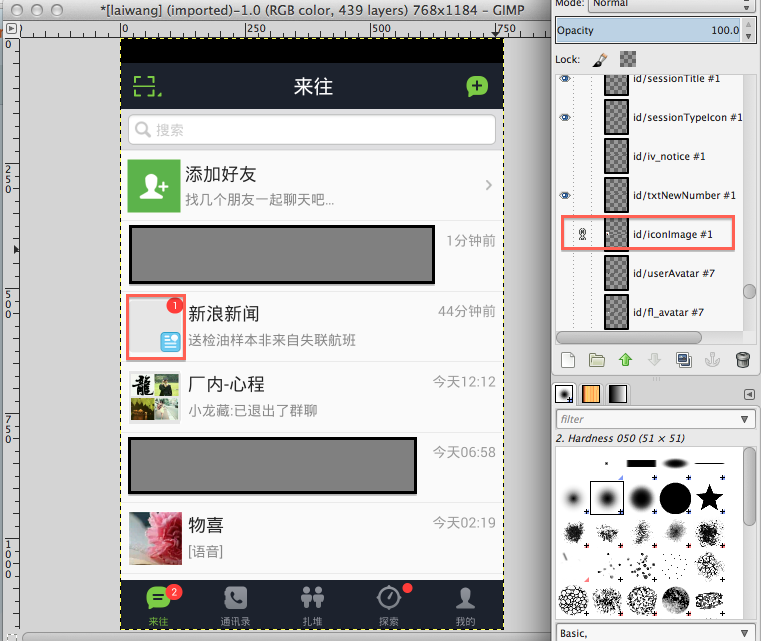 *[laiwang] (imported)-1.0 (RGB color, 439 layers) 768x1184 – GIMP
0
250
500
750
0
250
500
750
1000
来往
搜索
添加好友
找几个朋友一起聊天吧...
1分钟前
1
新浪新闻
44分钟前
送检油样本非来自失联航班
龍
厂内-心程
今天12:12
小龙藏:已退出了群聊
今天06:58
物喜
今天02:19
[语音]
2
来往
通讯录
扎堆
探索
我的
Mode:
Normal
Opacity
100.0
Lock:
id/sessionTitle #1
id/sessionTypeIcon #1
id/iv_notice #1
id/txtNewNumber #1
id/iconImage #1
id/userAvatar #7
id/fl_avatar #7
filter
2. Hardness 050 (51 × 51)
Basic,